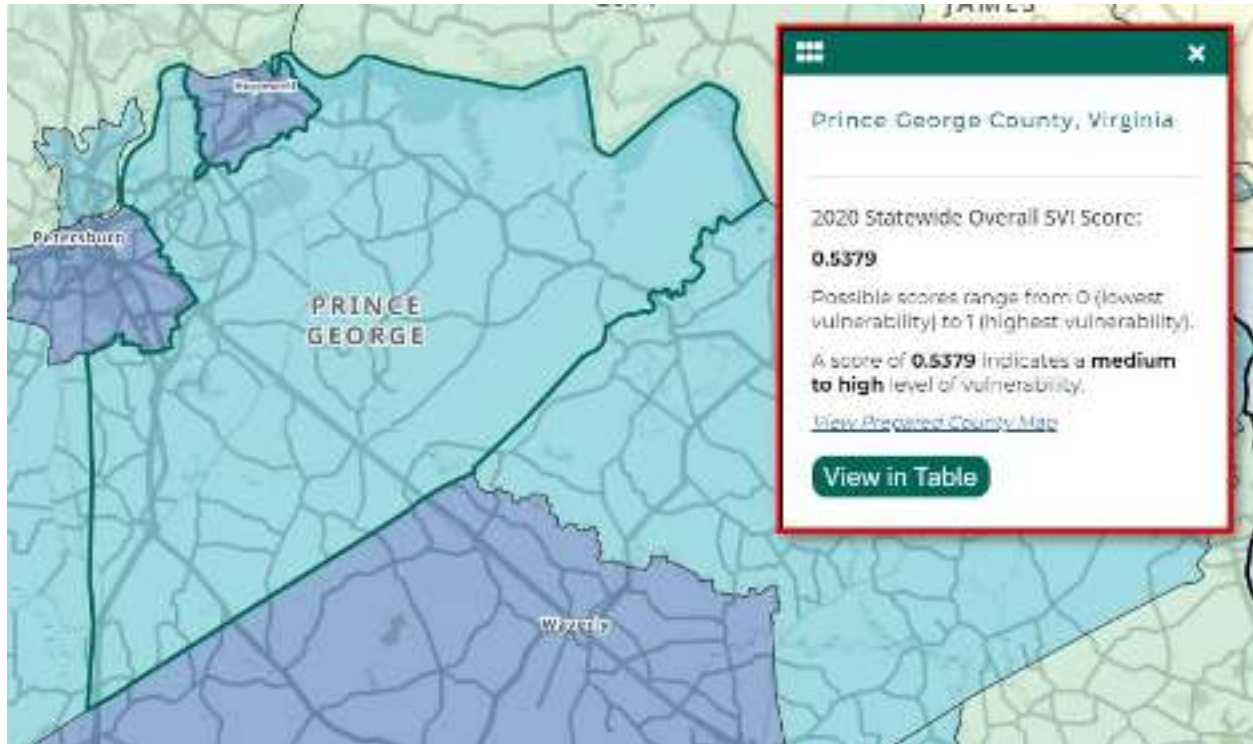 JAMES
Hopewell
Petersburg
PRINCE
GEORGE
Waverly
Prince George County, Virginia
2020 Statewide Overall SVI Score:
0.5379
Possible scores range from 0 (lowest
vulnerability) to 1 (highest vulnerability).
A score of 0.5379 indicates a medium
to high level of vulnerability.
View Prepared County Map
View in Table